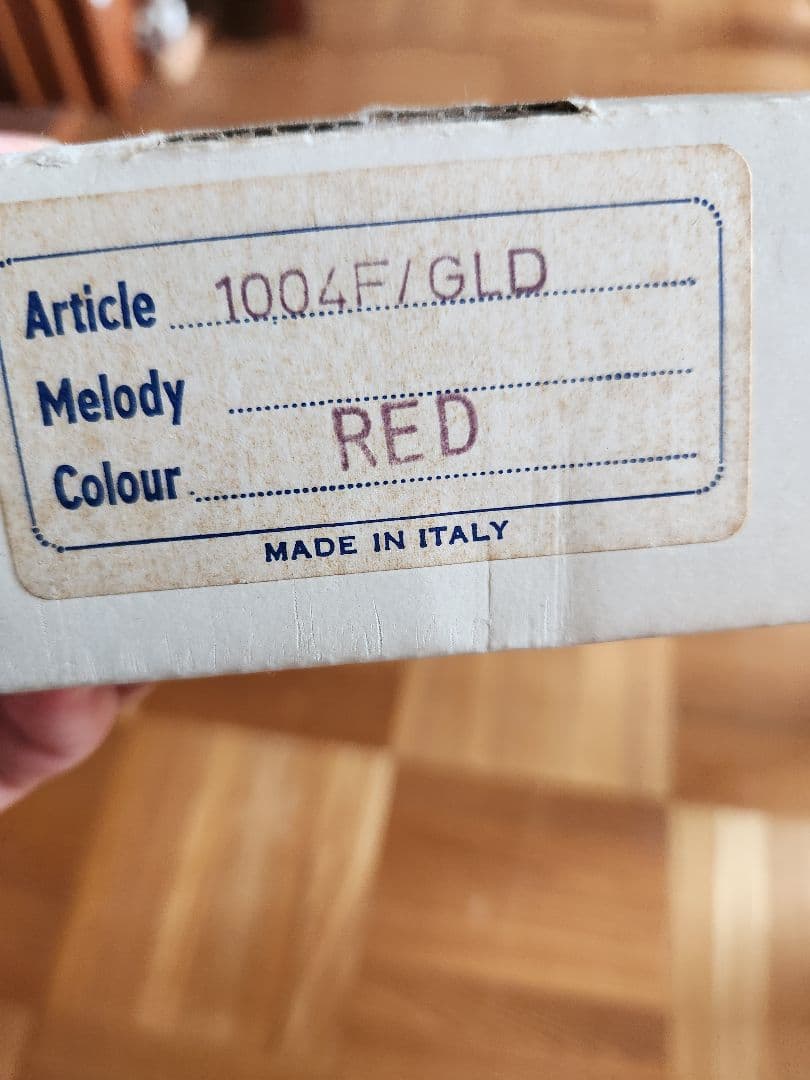 Article 1004F/GLD
Melody
Colour RED
MADE IN ITALY